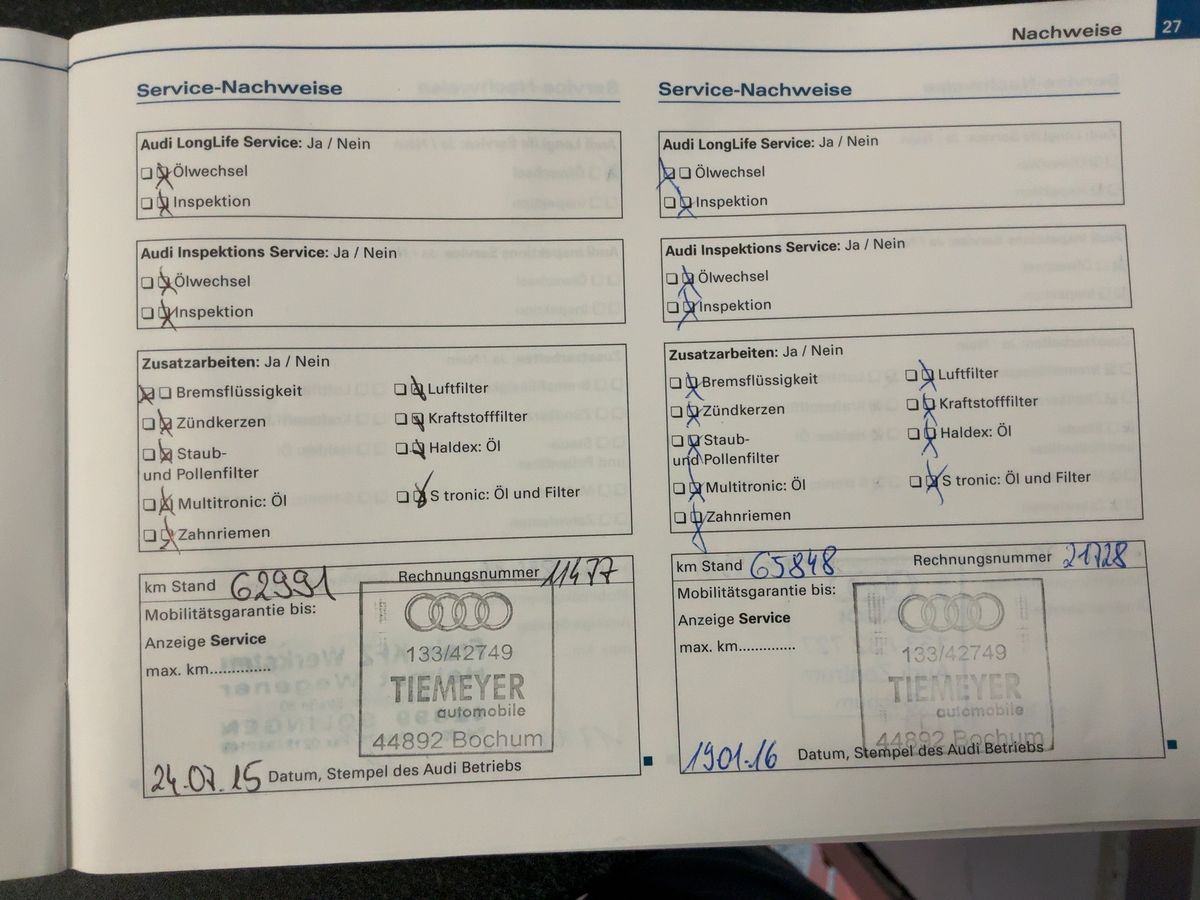 Nachweise 27
Service-Nachweise
Audi LongLife Service: Ja / Nein
Ölwechsel
Inspektion
Audi Inspektions Service: Ja / Nein
Ölwechsel
Inspektion
Zusatzarbeiten: Ja / Nein
Bremsflüssigkeit
Luftfilter
Zündkerzen
Kraftstofffilter
Staub-
und Pollenfilter
Haldex: Öl
Multitronic: Öl
S tronic: Öl und Filter
Zahnriemen
km Stand 62991
Rechnungsnummer 11477
Mobilitätsgarantie bis:
Anzeige Service
max. km..............
133/42749
TIEMEYER
automobile
44892 Bochum
24.07.15 Datum, Stempel des Audi Betriebs
Service-Nachweise
Audi LongLife Service: Ja / Nein
Ölwechsel
Inspektion
Audi Inspektions Service: Ja / Nein
Ölwechsel
Inspektion
Zusatzarbeiten: Ja / Nein
Bremsflüssigkeit
Luftfilter
Zündkerzen
Kraftstofffilter
Staub-
und Pollenfilter
Haldex: Öl
Multitronic: Öl
S tronic: Öl und Filter
Zahnriemen
km Stand 65848
Rechnungsnummer 21728
Mobilitätsgarantie bis:
Anzeige Service
max. km..............
133/42749
TIEMEYER
automobile
44892 Bochum
19.01.16 Datum, Stempel des Audi Betriebs